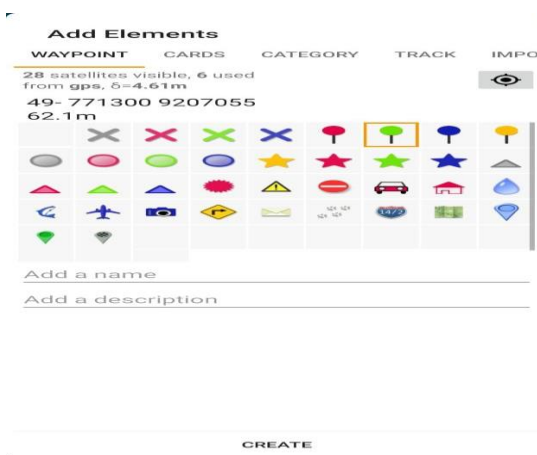 Add Elements
WAYPOINT CARDS CATEGORY TRACK IMPO
28 satellites visible, 6 used
from gps, δ=4.61m
49- 771300 9207055
62.1m
14/2
Add a name
Add a description
CREATE